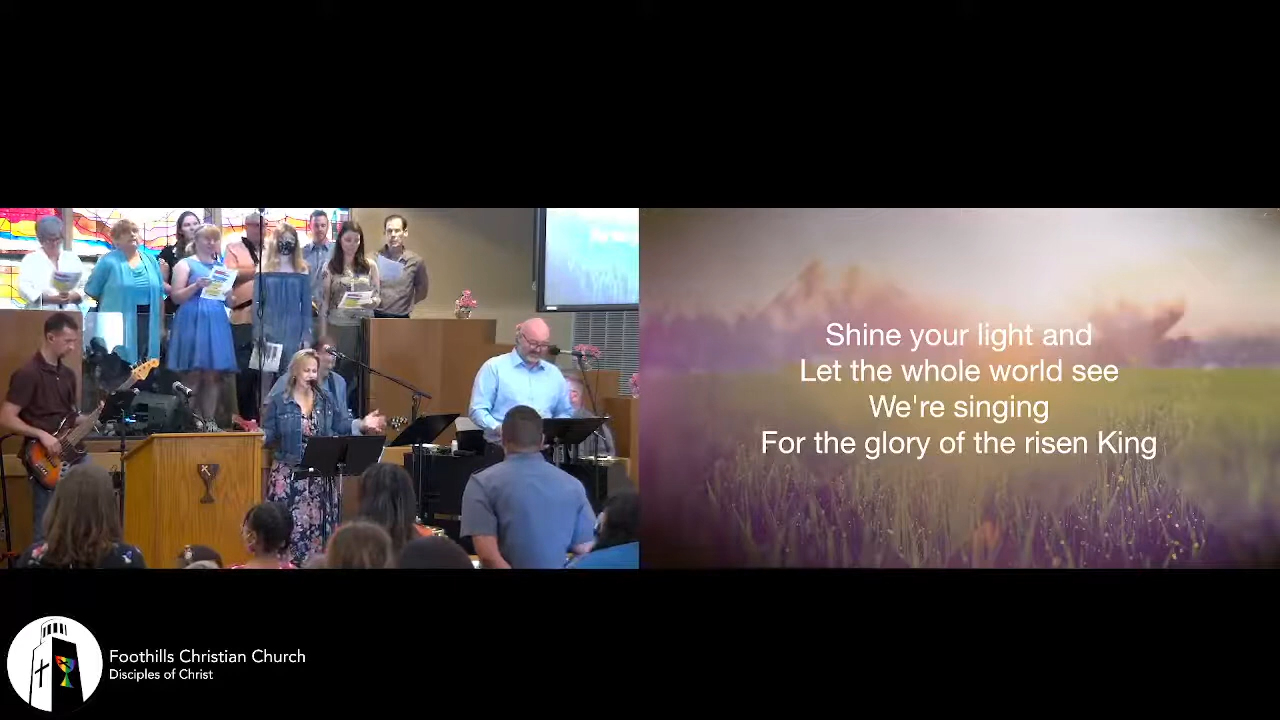 Shine your light and
Let the whole world see
We're singing
For the glory of the risen King
Foothills Christian Church
Disciples of Christ